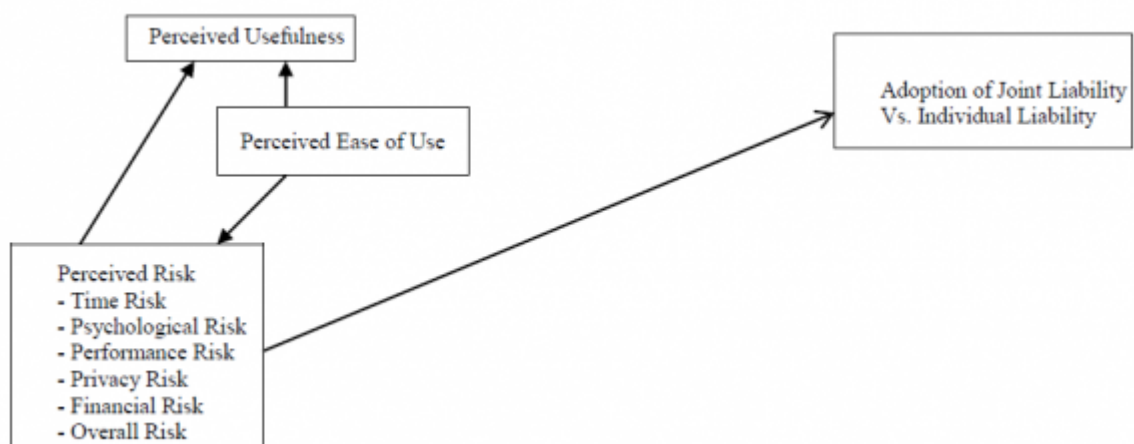 Perceived Usefulness
Perceived Ease of Use
Adoption of Joint Liability
Vs. Individual Liability
Perceived Risk
- Time Risk
- Psychological Risk
- Performance Risk
- Privacy Risk
- Financial Risk
- Overall Risk